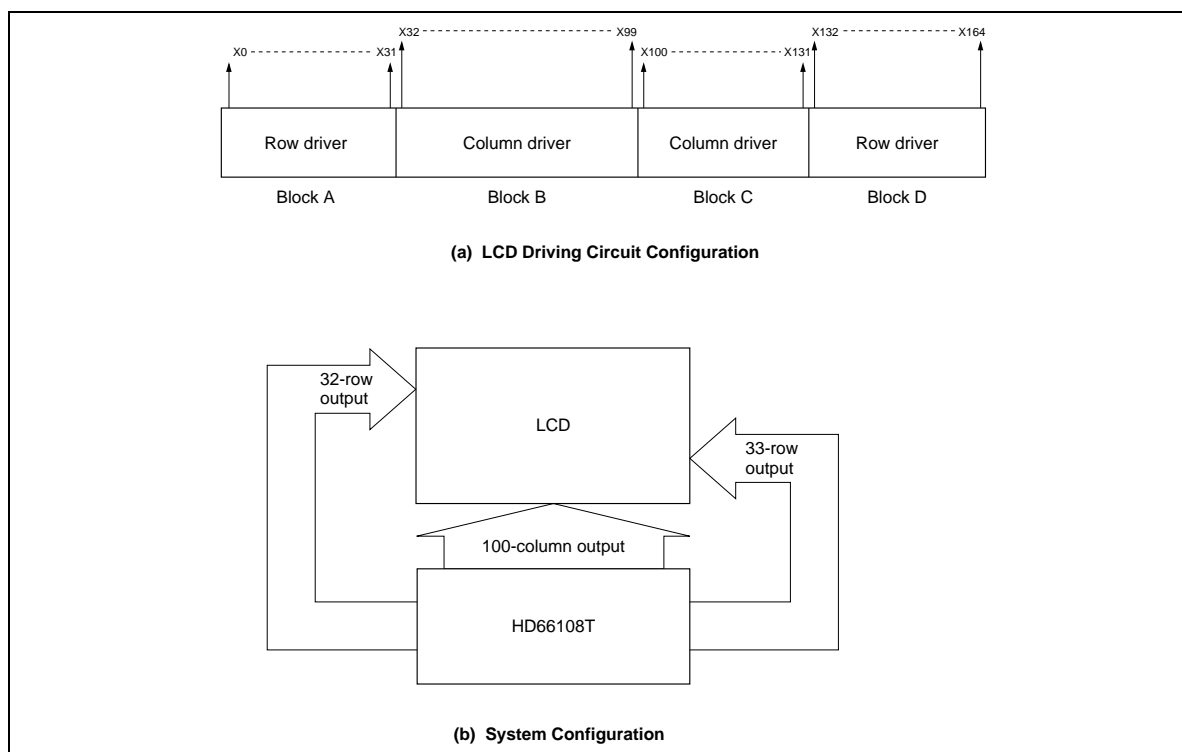 X32 X99 X132 X164
X0 X31 X100 X131
Row driver Column driver Column driver Row driver
Block A Block B Block C Block D
(a) LCD Driving Circuit Configuration
32-row
output
LCD
33-row
output
100-column output
HD66108T
(b) System Configuration